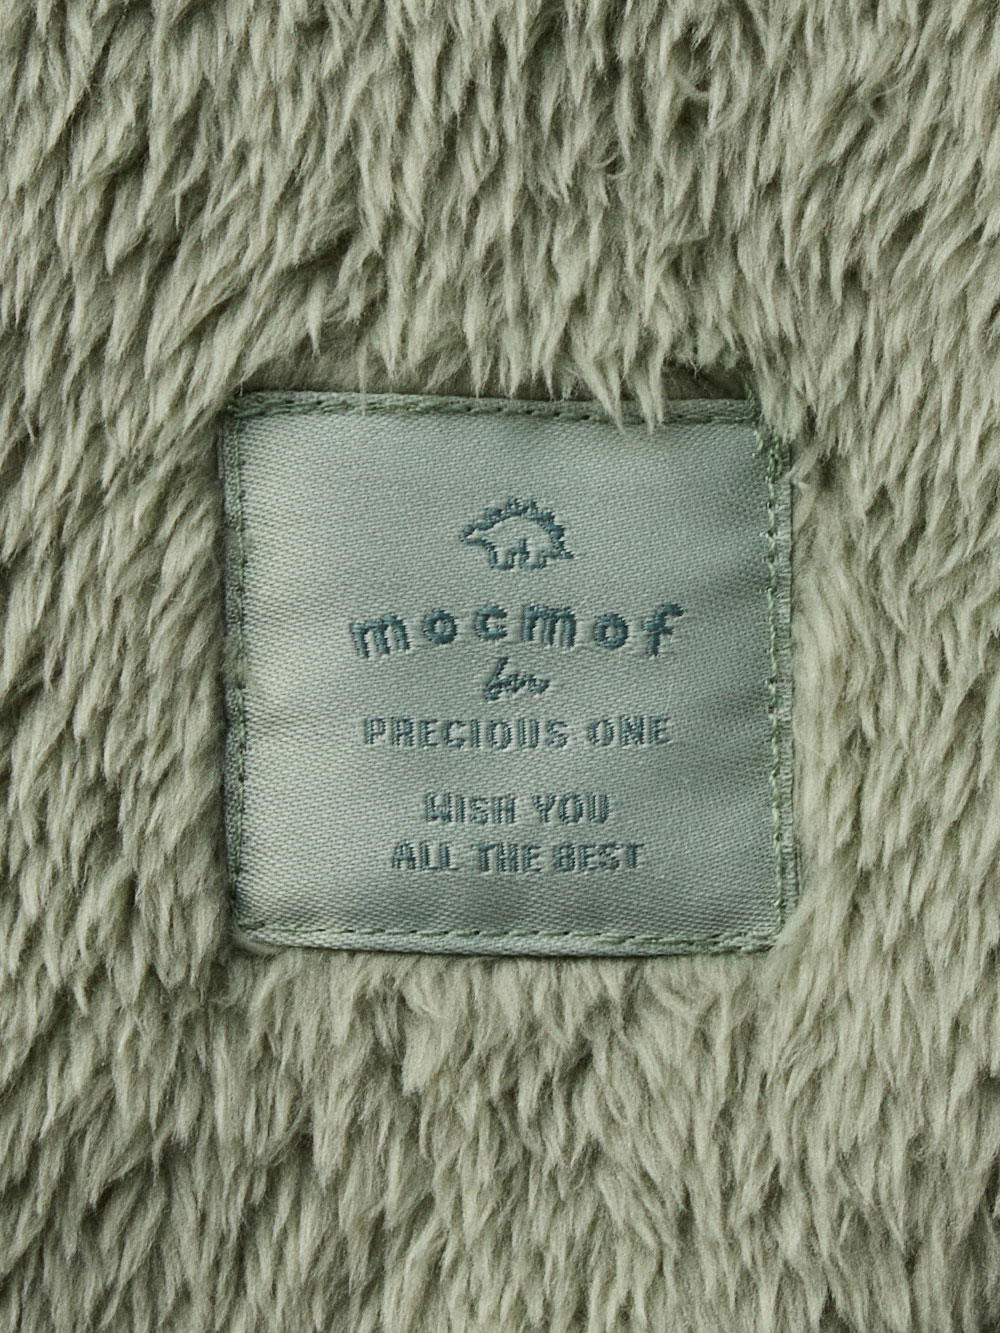 mocmof
for
PRECIOUS ONE
WISH YOU
ALL THE BEST